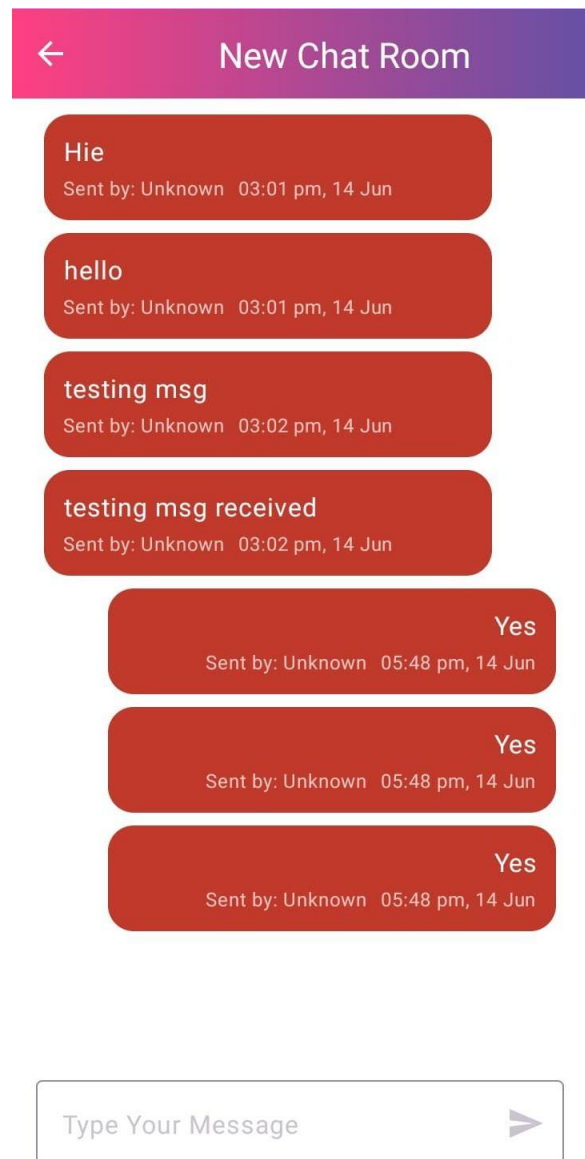 New Chat Room
Hie
Sent by: Unknown 03:01 pm, 14 Jun
hello
Sent by: Unknown 03:01 pm, 14 Jun
testing msg
Sent by: Unknown 03:02 pm, 14 Jun
testing msg received
Sent by: Unknown 03:02 pm, 14 Jun
Yes
Sent by: Unknown 05:48 pm, 14 Jun
Yes
Sent by: Unknown 05:48 pm, 14 Jun
Yes
Sent by: Unknown 05:48 pm, 14 Jun
Type Your Message